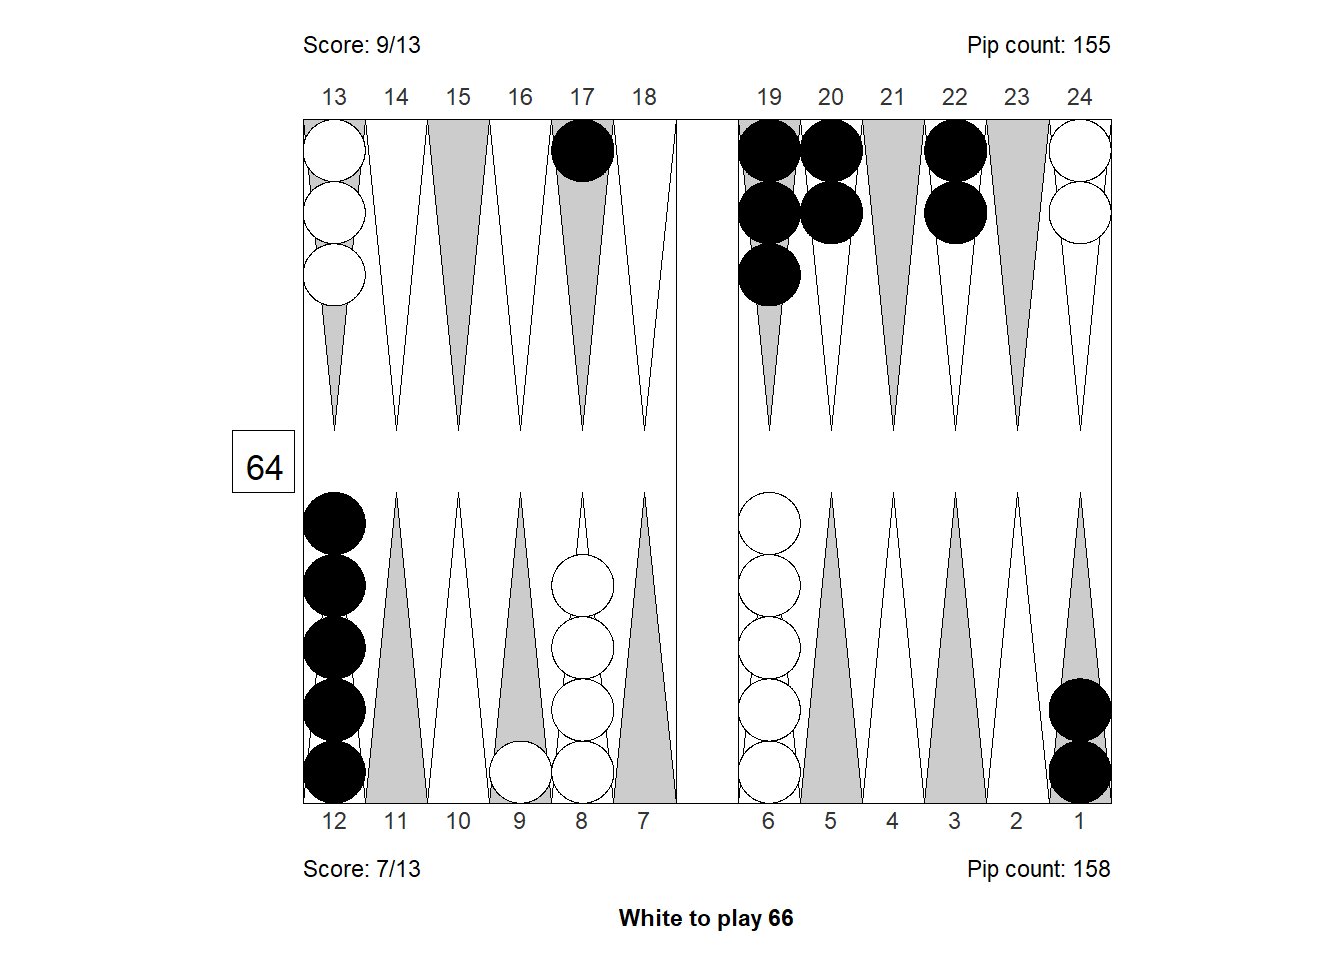 Score: 9/13 Pip count: 155
13 14 15 16 17 18 19 20 21 22 23 24
64
12 11 10 9 8 7 6 5 4 3 2 1
Score: 7/13 Pip count: 158
White to play 66